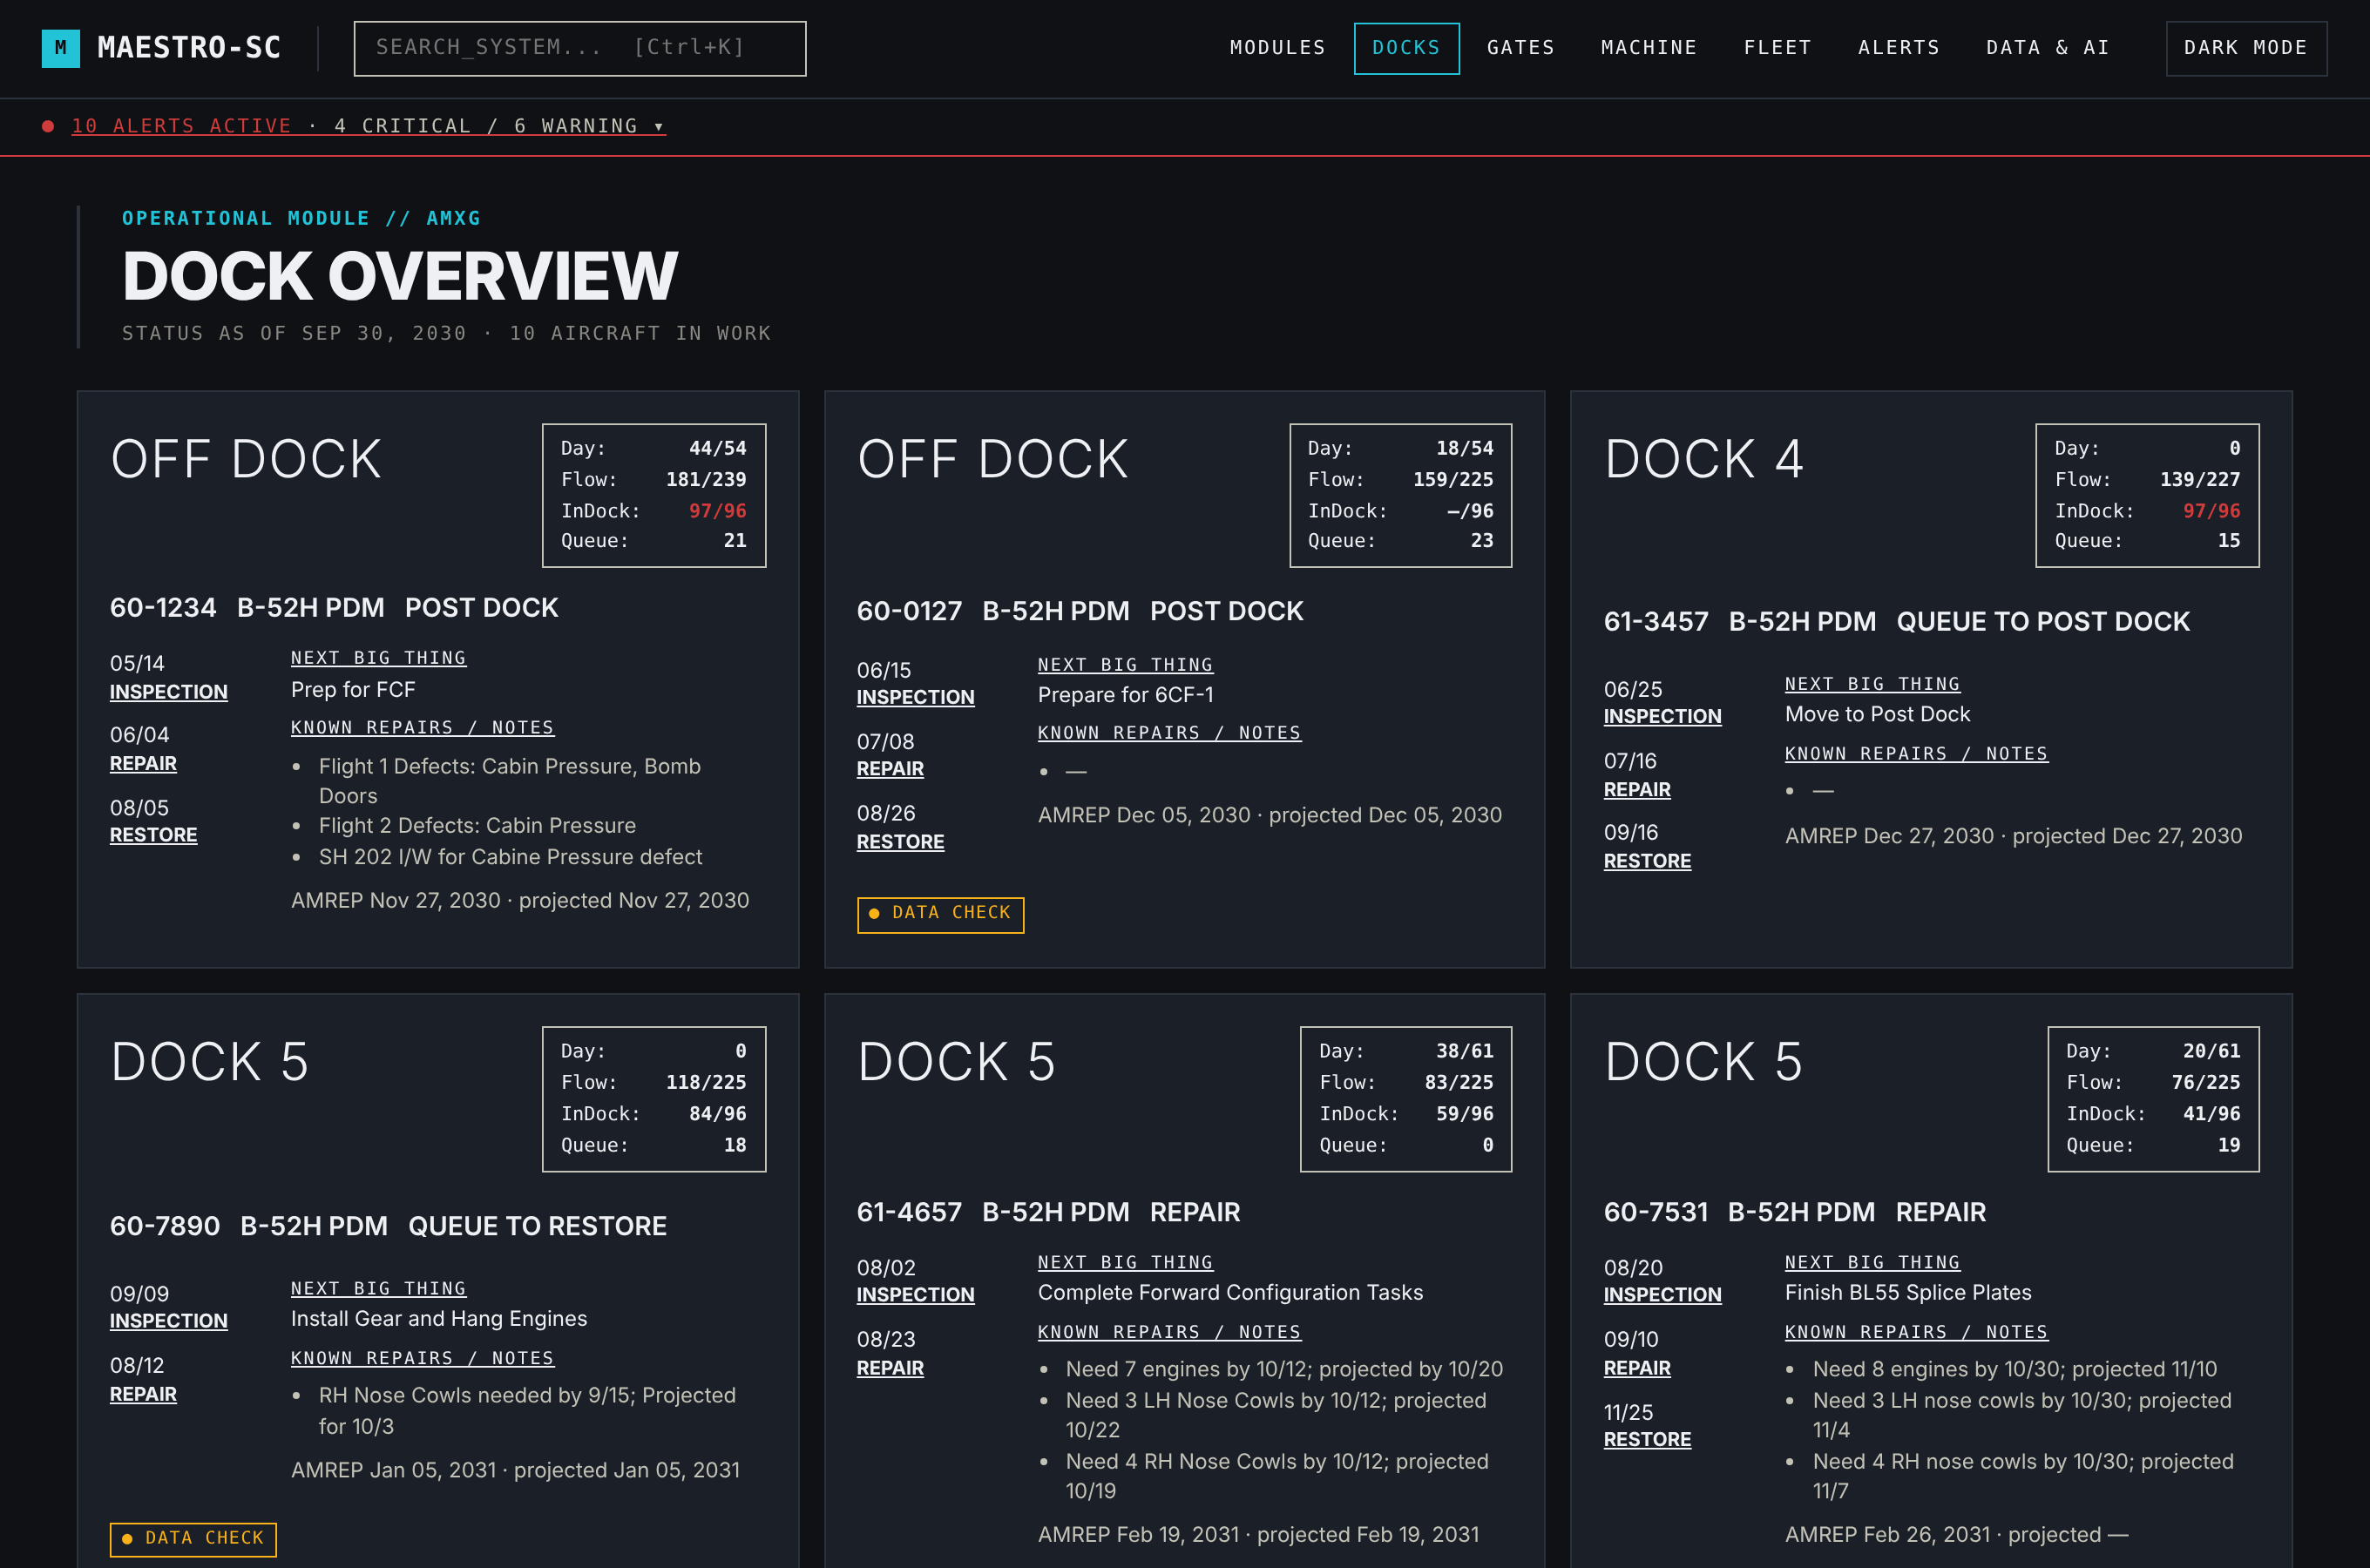 M MAESTRO-SC SEARCH_SYSTEM... [Ctrl+K] MODULES DOCKS GATES MACHINE FLEET ALERTS DATA & AI DARK MODE
10 ALERTS ACTIVE · 4 CRITICAL / 6 WARNING ▾
OPERATIONAL MODULE // AMXG
DOCK OVERVIEW
STATUS AS OF SEP 30, 2030 · 10 AIRCRAFT IN WORK
OFF DOCK
Day: 44/54
Flow: 181/239
InDock: 97/96
Queue: 21
60-1234 B-52H PDM POST DOCK
05/14
INSPECTION
06/04
REPAIR
08/05
RESTORE
NEXT BIG THING
Prep for FCF
KNOWN REPAIRS / NOTES
• Flight 1 Defects: Cabin Pressure, Bomb
Doors
• Flight 2 Defects: Cabin Pressure
• SH 202 I/W for Cabine Pressure defect
AMREP Nov 27, 2030 · projected Nov 27, 2030
OFF DOCK
Day: 18/54
Flow: 159/225
InDock: —/96
Queue: 23
60-0127 B-52H PDM POST DOCK
06/15
INSPECTION
07/08
REPAIR
08/26
RESTORE
NEXT BIG THING
Prepare for 6CF-1
KNOWN REPAIRS / NOTES
• —
AMREP Dec 05, 2030 · projected Dec 05, 2030
DATA CHECK
DOCK 4
Day: 0
Flow: 139/227
InDock: 97/96
Queue: 15
61-3457 B-52H PDM QUEUE TO POST DOCK
06/25
INSPECTION
07/16
REPAIR
09/16
RESTORE
NEXT BIG THING
Move to Post Dock
KNOWN REPAIRS / NOTES
• —
AMREP Dec 27, 2030 · projected Dec 27, 2030
DOCK 5
Day: 0
Flow: 118/225
InDock: 84/96
Queue: 18
60-7890 B-52H PDM QUEUE TO RESTORE
09/09
INSPECTION
08/12
REPAIR
NEXT BIG THING
Install Gear and Hang Engines
KNOWN REPAIRS / NOTES
• RH Nose Cowls needed by 9/15; Projected
for 10/3
AMREP Jan 05, 2031 · projected Jan 05, 2031
DATA CHECK
DOCK 5
Day: 38/61
Flow: 83/225
InDock: 59/96
Queue: 0
61-4657 B-52H PDM REPAIR
08/02
INSPECTION
08/23
REPAIR
NEXT BIG THING
Complete Forward Configuration Tasks
KNOWN REPAIRS / NOTES
• Need 7 engines by 10/12; projected by 10/20
• Need 3 LH Nose Cowls by 10/12; projected
10/22
• Need 4 RH Nose Cowls by 10/12; projected
10/19
AMREP Feb 19, 2031 · projected Feb 19, 2031
DOCK 5
Day: 20/61
Flow: 76/225
InDock: 41/96
Queue: 19
60-7531 B-52H PDM REPAIR
08/20
INSPECTION
09/10
REPAIR
11/25
RESTORE
NEXT BIG THING
Finish BL55 Splice Plates
KNOWN REPAIRS / NOTES
• Need 8 engines by 10/30; projected 11/10
• Need 3 LH nose cowls by 10/30; projected
11/4
• Need 4 RH nose cowls by 10/30; projected
11/7
AMREP Feb 26, 2031 · projected —